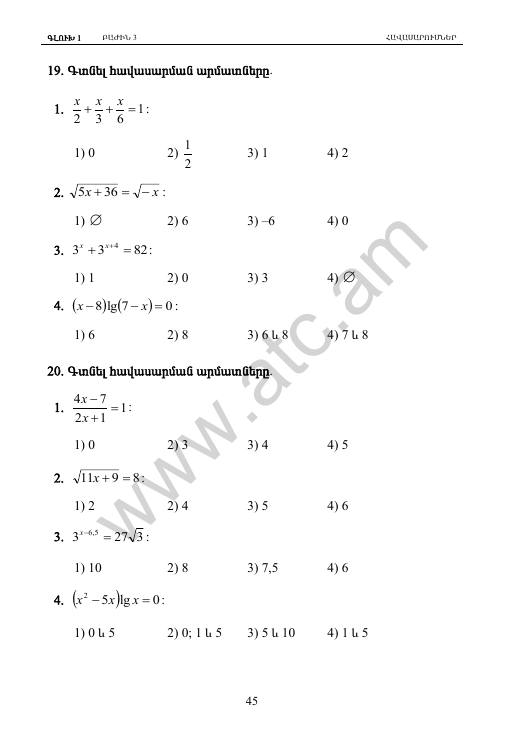 ԳԼՈՒԽ 1 ԲԱԺԻՆ 3 ՀԱՎԱՍԱՐՈՒՄՆԵՐ
19. Գտնել հավասարման արմատները.
1. x/2 + x/3 + x/6 = 1 :
1) 0 2) 1/2 3) 1 4) 2
2. √(5x + 36) = √(−x) :
1) ∅ 2) 6 3) –6 4) 0
3. 3^x + 3^(x+4) = 82 :
1) 1 2) 0 3) 3 4) ∅
4. (x − 8)lg(7 − x) = 0 :
1) 6 2) 8 3) 6 և 8 4) 7 և 8
20. Գտնել հավասարման արմատները.
1. (4x − 7)/(2x + 1) = 1 :
1) 0 2) 3 3) 4 4) 5
2. √(11x + 9) = 8 :
1) 2 2) 4 3) 5 4) 6
3. 3^(x−6,5) = 27√3 :
1) 10 2) 8 3) 7,5 4) 6
4. (x² − 5x)lg x = 0 :
1) 0 և 5 2) 0; 1 և 5 3) 5 և 10 4) 1 և 5
45
www.atc.am